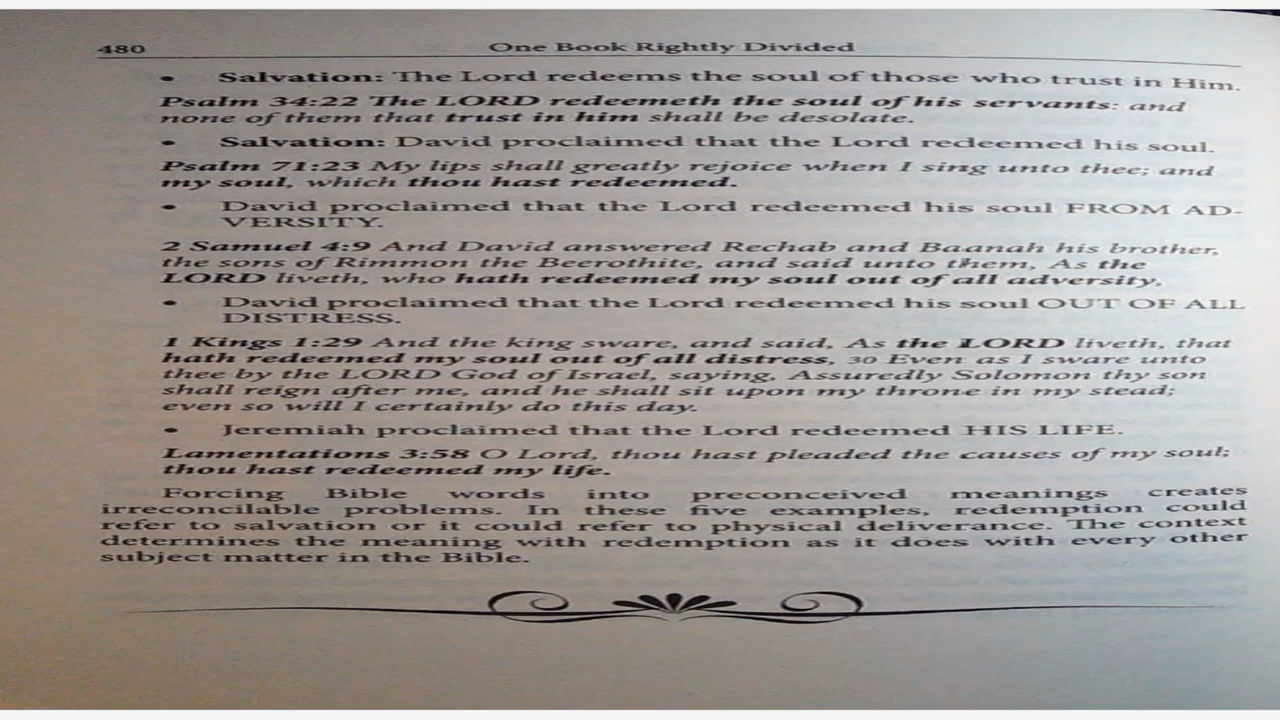 480
One Book Rightly Divided
• Salvation: The Lord redeems the soul of those who trust in Him.
Psalm 34:22 The LORD redeemeth the soul of his servants: and
none of them that trust in him shall be desolate.
• Salvation: David proclaimed that the Lord redeemed his soul.
Psalm 71:23 My lips shall greatly rejoice when I sing unto thee; and
my soul, which thou hast redeemed.
• David proclaimed that the Lord redeemed his soul FROM AD-
VERSITY.
2 Samuel 4:9 And David answered Rechab and Baanah his brother,
the sons of Rimmon the Beerothite, and said unto them, As the
LORD liveth, who hath redeemed my soul out of all adversity,
• David proclaimed that the Lord redeemed his soul OUT OF ALL
DISTRESS.
1 Kings 1:29 And the king sware, and said, As the LORD liveth, that
hath redeemed my soul out of all distress, 30 Even as I sware unto
thee by the LORD God of Israel, saying, Assuredly Solomon thy son
shall reign after me, and he shall sit upon my throne in my stead;
even so will I certainly do this day.
• Jeremiah proclaimed that the Lord redeemed HIS LIFE.
Lamentations 3:58 O Lord, thou hast pleaded the causes of my soul;
thou hast redeemed my life.
Forcing Bible words into preconceived meanings creates
irreconcilable problems. In these five examples, redemption could
refer to salvation or it could refer to physical deliverance. The context
determines the meaning with redemption as it does with every other
subject matter in the Bible.